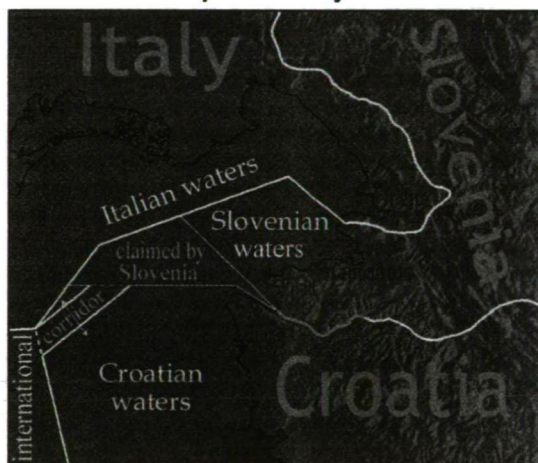 Italy
Slovenia
Italian waters
Slovenian
waters
claimed by
Slovenia
corridor
international
Croatian
waters
Croatia